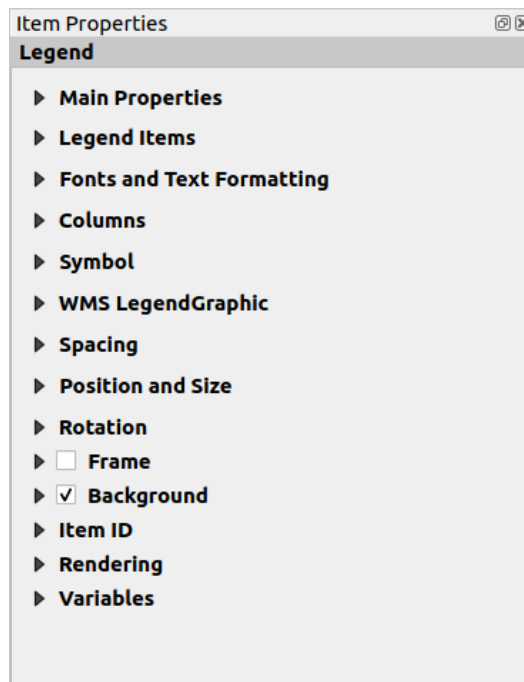 Item Properties
Legend
Main Properties
Legend Items
Fonts and Text Formatting
Columns
Symbol
WMS LegendGraphic
Spacing
Position and Size
Rotation
Frame
Background
Item ID
Rendering
Variables